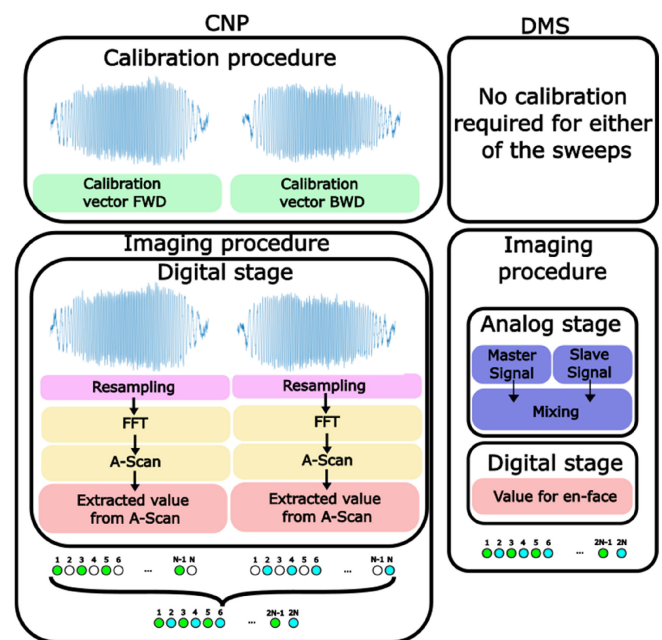 CNP
Calibration procedure
Calibration
vector FWD
Calibration
vector BWD
Imaging procedure
Digital stage
Resampling
FFT
A-Scan
Extracted value
from A-Scan
Resampling
FFT
A-Scan
Extracted value
from A-Scan
1 2 3 4 5 6 ... N-1 N
1 2 3 4 5 6 ... N-1 N
1 2 3 4 5 6 ... 2N-1 2N
DMS
No calibration
required for either
of the sweeps
Imaging
procedure
Analog stage
Master
Signal
Slave
Signal
Mixing
Digital stage
Value for en-face
1 2 3 4 5 6 ... 2N-1 2N